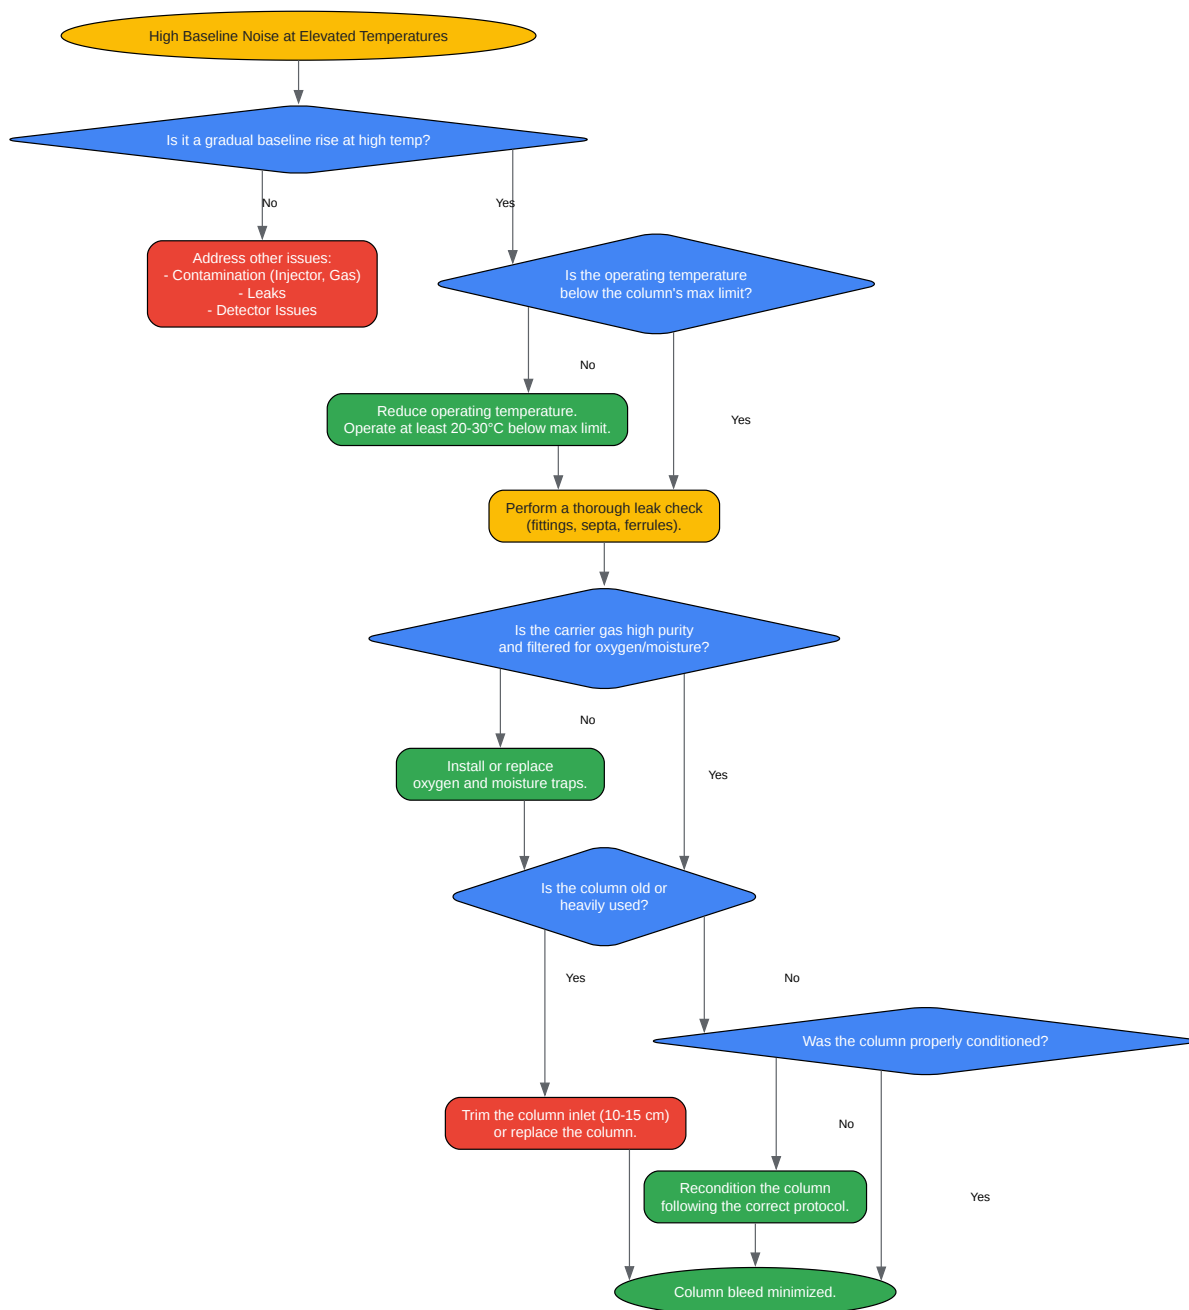 High Baseline Noise at Elevated Temperatures
Is it a gradual baseline rise at high temp?
No
Yes
Address other issues:
- Contamination (Injector, Gas)
- Leaks
- Detector Issues
Is the operating temperature
below the column's max limit?
No
Yes
Reduce operating temperature.
Operate at least 20-30°C below max limit.
Perform a thorough leak check
(fittings, septa, ferrules).
Is the carrier gas high purity
and filtered for oxygen/moisture?
No
Yes
Install or replace
oxygen and moisture traps.
Is the column old or
heavily used?
Yes
No
Was the column properly conditioned?
Trim the column inlet (10-15 cm)
or replace the column.
No
Yes
Recondition the column
following the correct protocol.
Column bleed minimized.